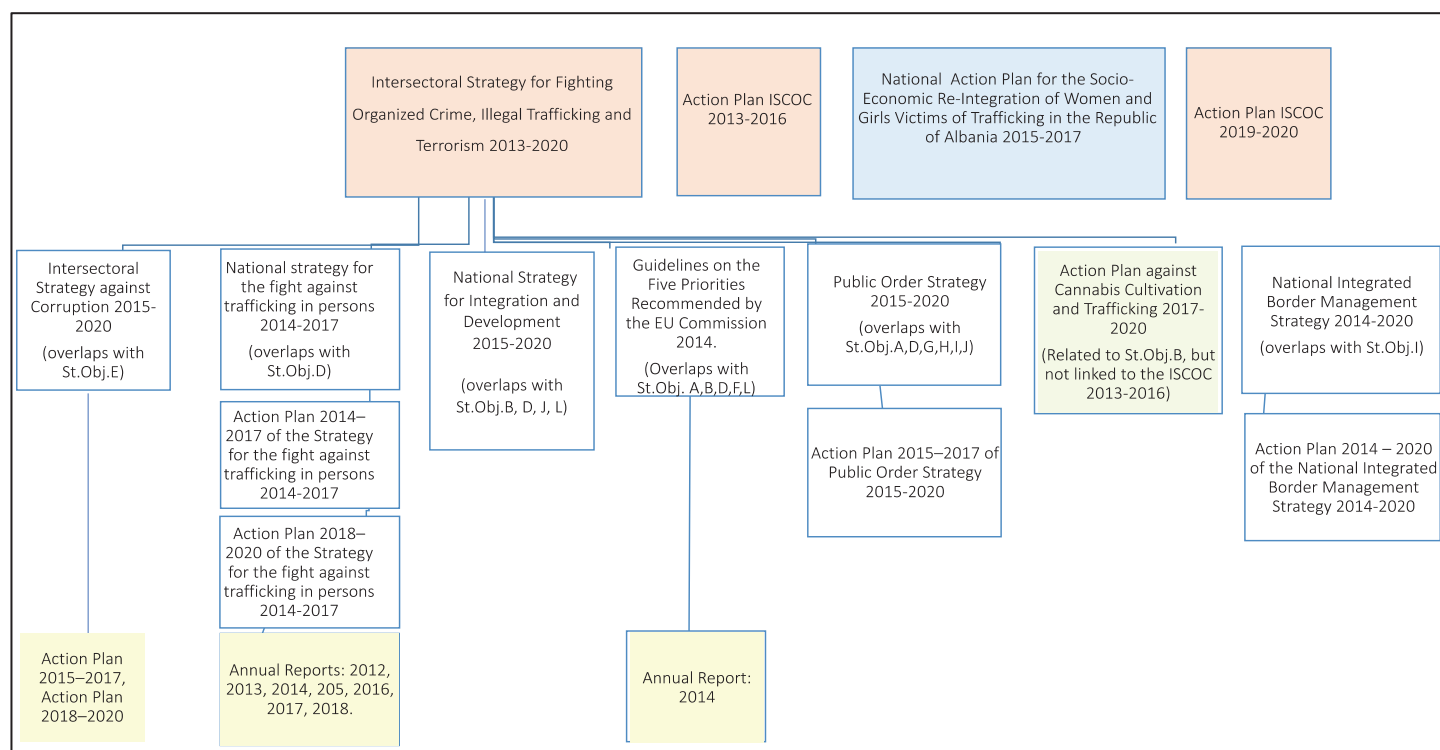 Intersectoral Strategy for Fighting
Organized Crime, Illegal Trafficking and
Terrorism 2013-2020
Action Plan ISCOC
2013-2016
National Action Plan for the Socio-
Economic Re-Integration of Women and
Girls Victims of Trafficking in the Republic
of Albania 2015-2017
Action Plan ISCOC
2019-2020
Intersectoral
Strategy against
Corruption 2015-
2020
(overlaps with
St.Obj.E)
National strategy for
the fight against
trafficking in persons
2014-2017
(overlaps with
St.Obj.D)
National Strategy
for Integration and
Development
2015-2020
(overlaps with
St.Obj.B, D, J, L)
Guidelines on the
Five Priorities
Recommended by
the EU Commission
2014.
(Overlaps with
St.Obj. A,B,D,F,L)
Public Order Strategy
2015-2020
(overlaps with
St.Obj.A,D,G,H,I,J)
Action Plan against
Cannabis Cultivation
and Trafficking 2017-
2020
(Related to St.Obj.B, but
not linked to the ISCOC
2013-2016)
National Integrated
Border Management
Strategy 2014-2020
(overlaps with St.Obj.I)
Action Plan 2014–
2017 of the Strategy
for the fight against
trafficking in persons
2014-2017
Action Plan 2015–2017 of
Public Order Strategy
2015-2020
Action Plan 2014 – 2020
of the National Integrated
Border Management
Strategy 2014-2020
Action Plan 2018–
2020 of the Strategy
for the fight against
trafficking in persons
2014-2017
Action Plan
2015–2017,
Action Plan
2018–2020
Annual Reports: 2012,
2013, 2014, 205, 2016,
2017, 2018.
Annual Report:
2014